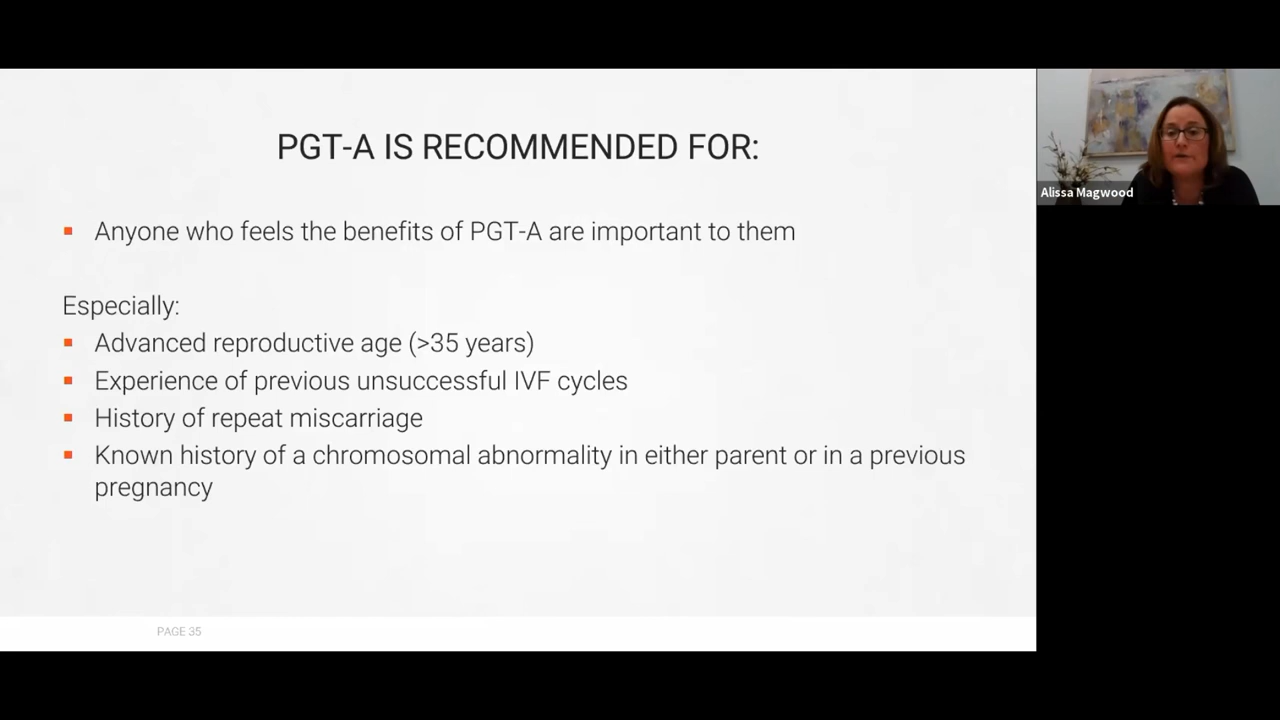 PGT-A IS RECOMMENDED FOR:
▪ Anyone who feels the benefits of PGT-A are important to them
Especially:
▪ Advanced reproductive age (>35 years)
▪ Experience of previous unsuccessful IVF cycles
▪ History of repeat miscarriage
▪ Known history of a chromosomal abnormality in either parent or in a previous
pregnancy
PAGE 35
Alissa Magwood